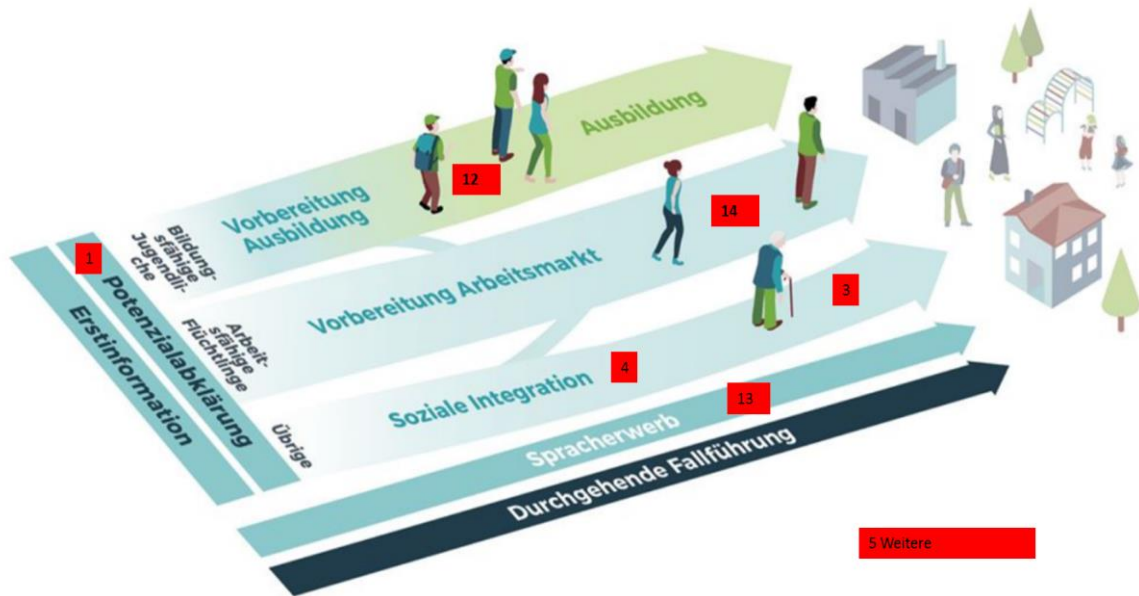 Ausbildung
12
Vorbereitung
Ausbildung
14
Bildung-
sfähige
Jugendli-
che
1
Vorbereitung Arbeitsmarkt
3
Potenzialabklärung
Arbeit-
sfähige
Flüchtlinge
Erstinformation
4
Soziale Integration
Übrige
13
Spracherwerb
Durchgehende Fallführung
5 Weitere